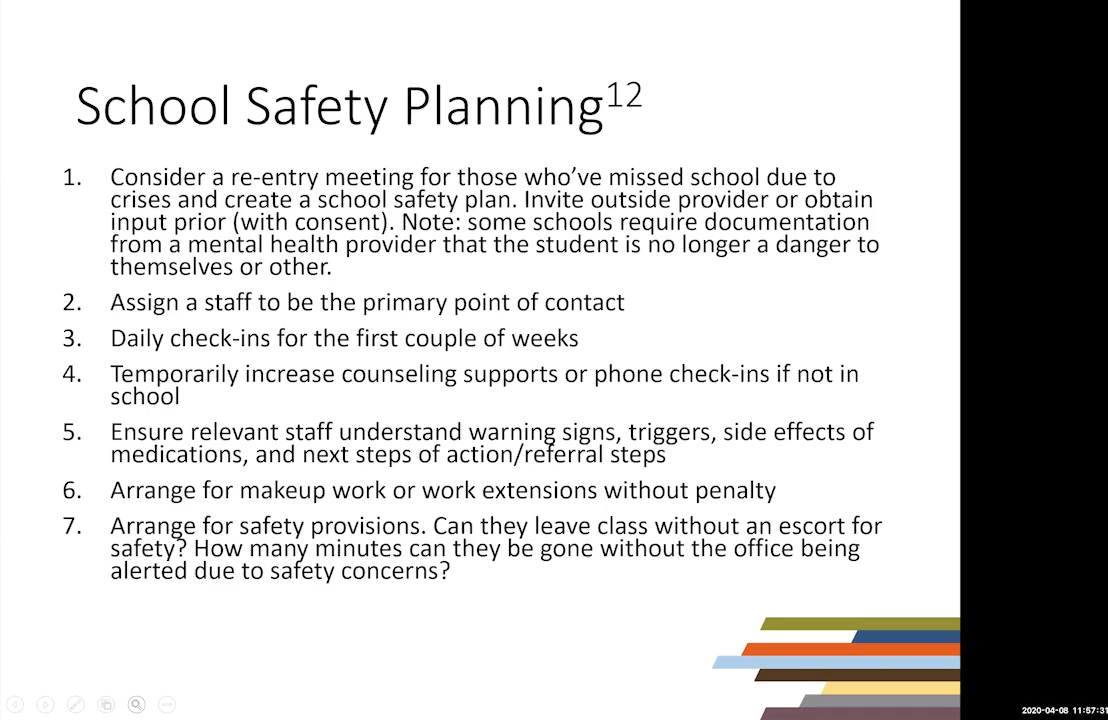 School Safety Planning12
1. Consider a re-entry meeting for those who’ve missed school due to
crises and create a school safety plan. Invite outside provider or obtain
input prior (with consent). Note: some schools require documentation
from a mental health provider that the student is no longer a danger to
themselves or other.
2. Assign a staff to be the primary point of contact
3. Daily check-ins for the first couple of weeks
4. Temporarily increase counseling supports or phone check-ins if not in
school
5. Ensure relevant staff understand warning signs, triggers, side effects of
medications, and next steps of action/referral steps
6. Arrange for makeup work or work extensions without penalty
7. Arrange for safety provisions. Can they leave class without an escort for
safety? How many minutes can they be gone without the office being
alerted due to safety concerns?
2020-04-08 11:57:31